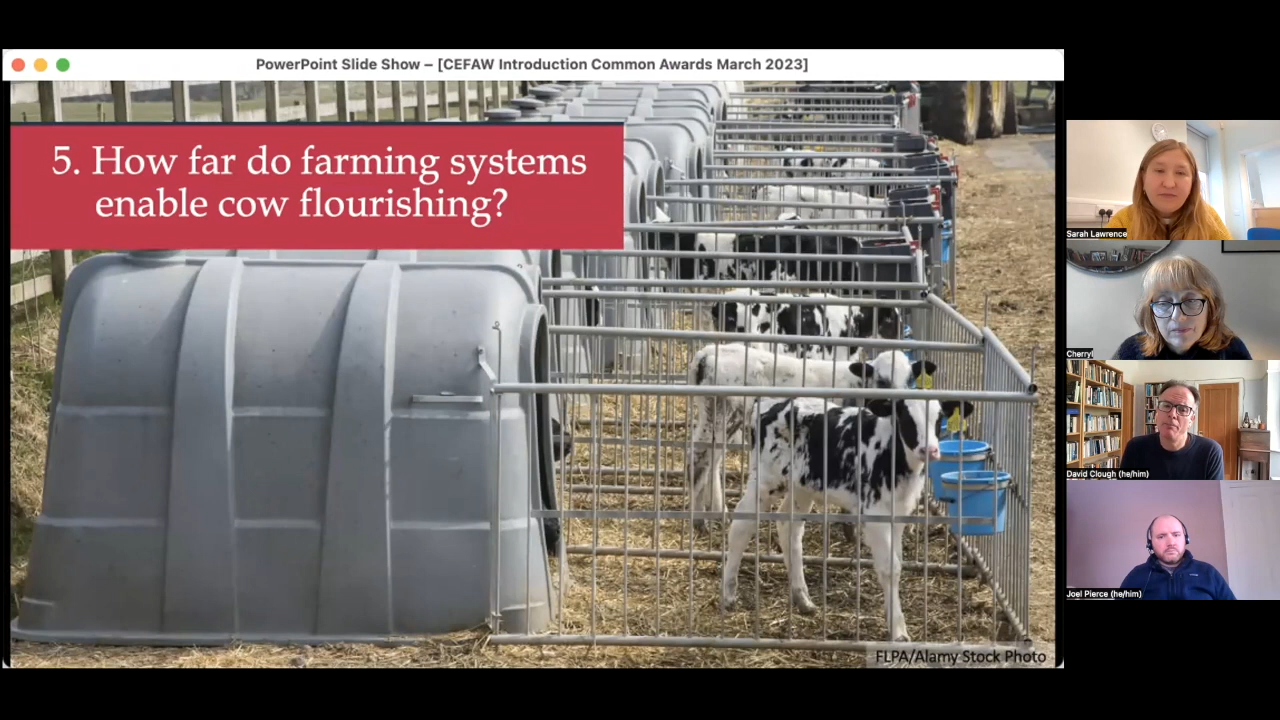 PowerPoint Slide Show – [CEFAW Introduction Common Awards March 2023]
5. How far do farming systems
enable cow flourishing?
FLPA/Alamy Stock Photo
Sarah Lawrence
Cherryl
David Clough (he/him)
Joel Pierce (he/him)